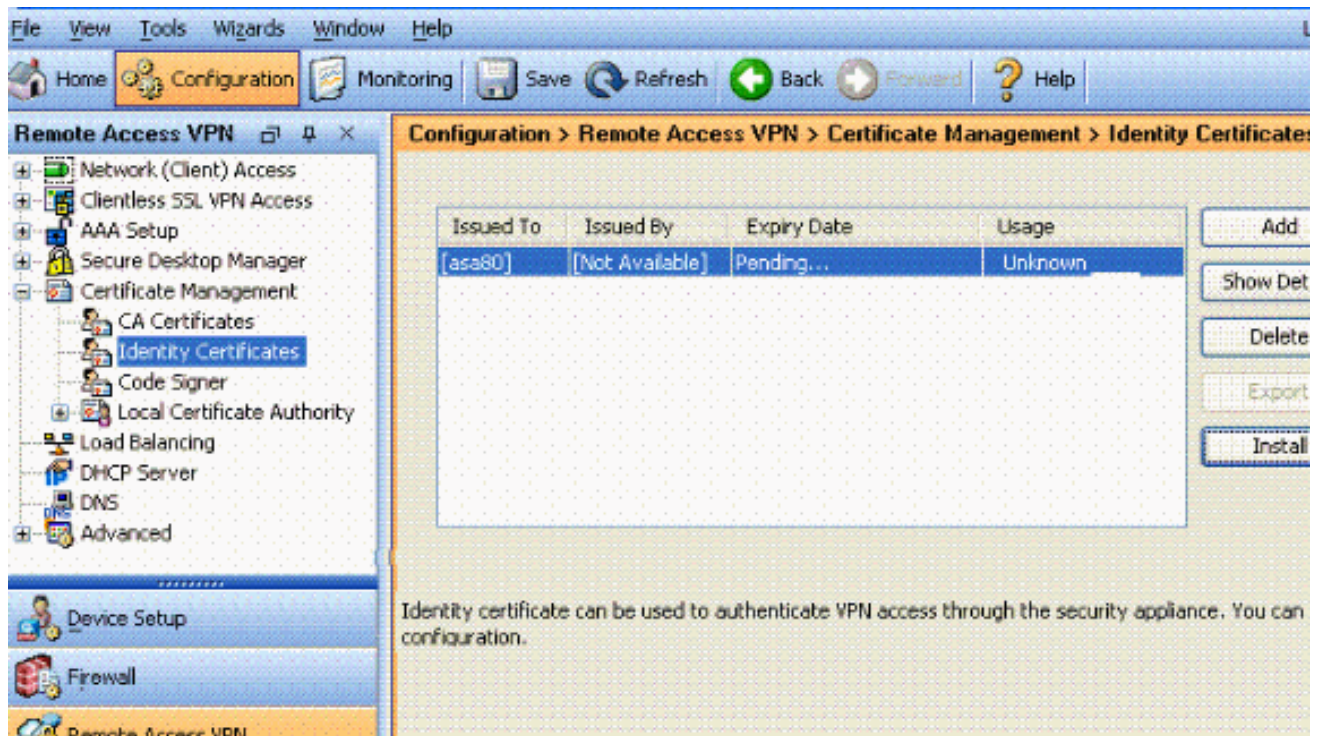 File View Tools Wizards Window Help
Home Configuration Monitoring Save Refresh Back Forward Help
Remote Access VPN
Network (Client) Access
Clientless SSL VPN Access
AAA Setup
Secure Desktop Manager
Certificate Management
CA Certificates
Identity Certificates
Code Signer
Local Certificate Authority
Load Balancing
DHCP Server
DNS
Advanced
Device Setup
Firewall
Remote Access VPN
Configuration > Remote Access VPN > Certificate Management > Identity Certificates
Issued To Issued By Expiry Date Usage
[asa80] [Not Available] Pending... Unknown
Add
Show Det
Delete
Export
Install
Identity certificate can be used to authenticate VPN access through the security appliance. You can
configuration.